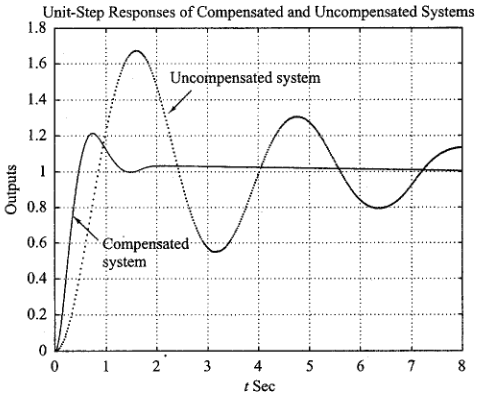 Unit-Step Responses of Compensated and Uncompensated Systems
1.8
1.6
1.4
1.2
1
0.8
0.6
0.4
0.2
0
Outputs
Uncompensated system
Compensated
system
0 1 2 3 4 5 6 7 8
t Sec